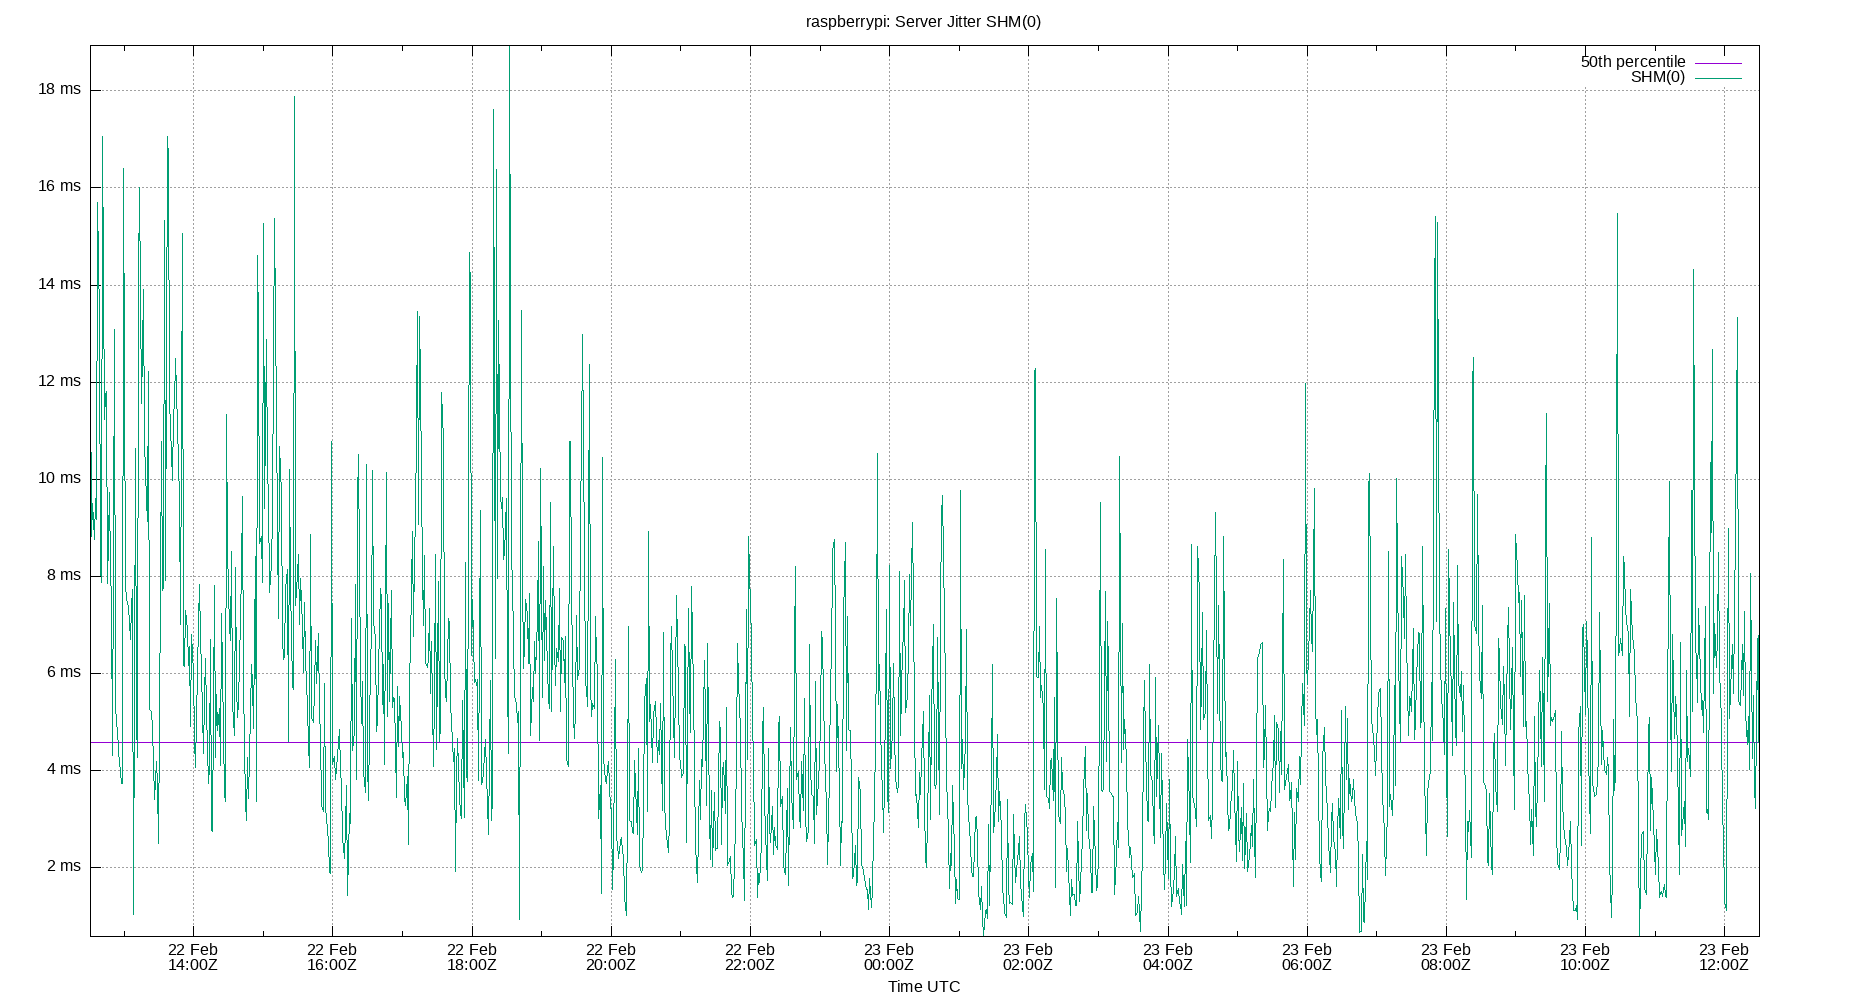 raspberrypi: Server Jitter SHM(0)
50th percentile
SHM(0)
18 ms
16 ms
14 ms
12 ms
10 ms
8 ms
6 ms
4 ms
2 ms
22 Feb 22 Feb 22 Feb 22 Feb 22 Feb 23 Feb 23 Feb 23 Feb 23 Feb 23 Feb 23 Feb 23 Feb
14:00Z 16:00Z 18:00Z 20:00Z 22:00Z 00:00Z 02:00Z 04:00Z 06:00Z 08:00Z 10:00Z 12:00Z
Time UTC